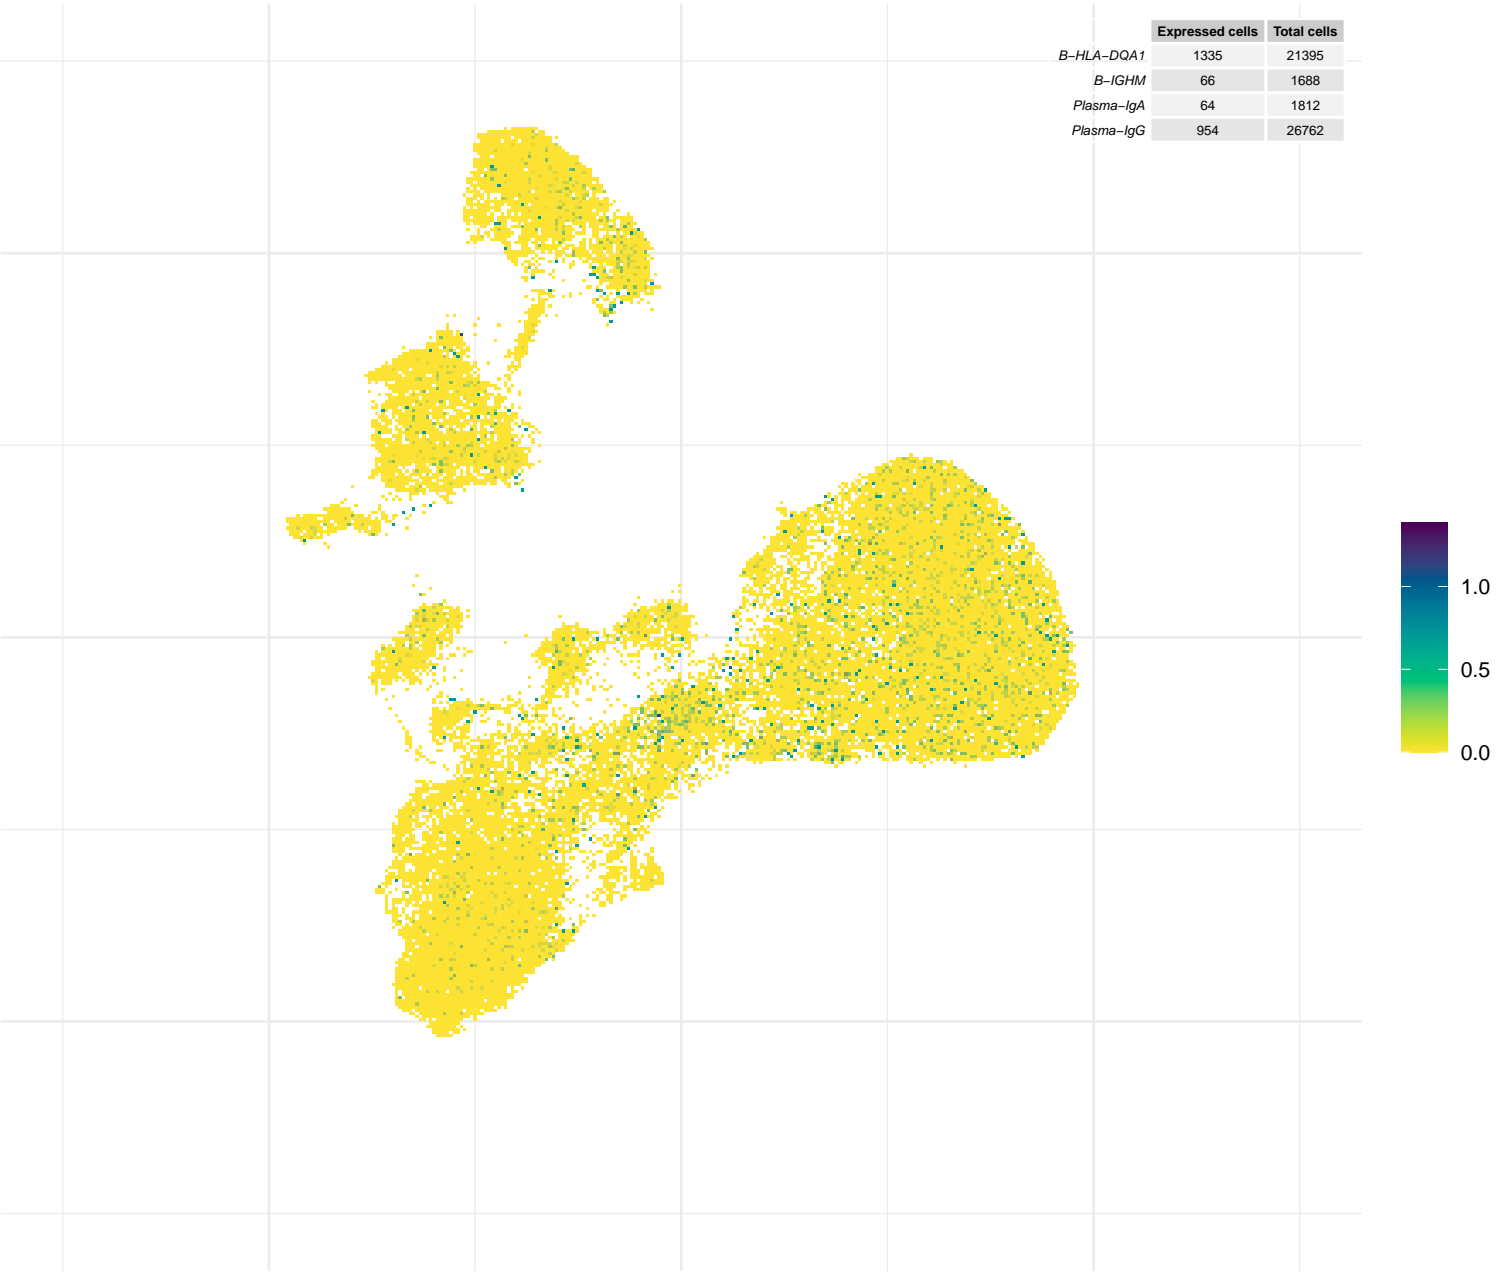 Expressed cells Total cells
B−HLA−DQA1 1335 21395
B−IGHM 66 1688
Plasma−IgA 64 1812
Plasma−IgG 954 26762
1.0
0.5
0.0